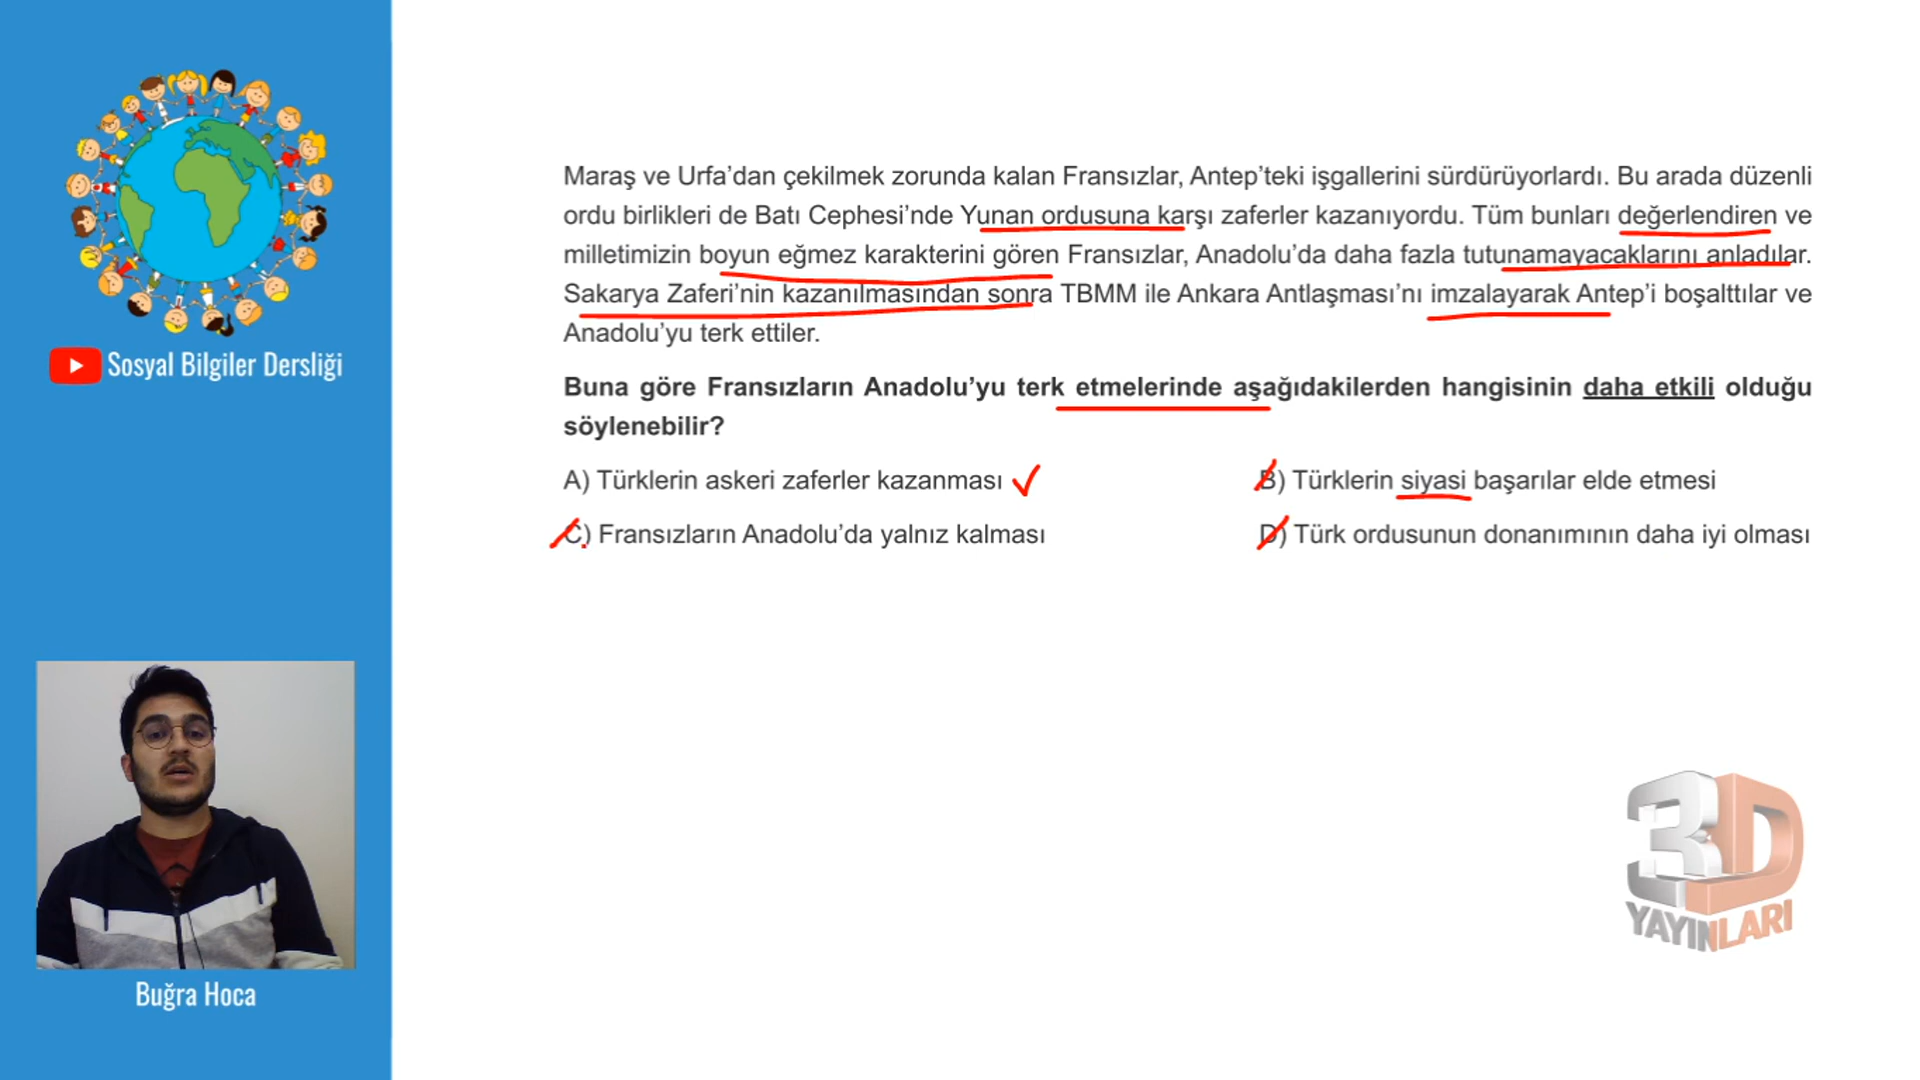 Maraş ve Urfa’dan çekilmek zorunda kalan Fransızlar, Antep’teki işgallerini sürdürüyorlardı. Bu arada düzenli
ordu birlikleri de Batı Cephesi’nde Yunan ordusuna karşı zaferler kazanıyordu. Tüm bunları değerlendiren ve
milletimizin boyun eğmez karakterini gören Fransızlar, Anadolu’da daha fazla tutunamayacaklarını anladılar.
Sakarya Zaferi’nin kazanılmasından sonra TBMM ile Ankara Antlaşması’nı imzalayarak Antep’i boşalttılar ve
Anadolu’yu terk ettiler.
Buna göre Fransızların Anadolu’yu terk etmelerinde aşağıdakilerden hangisinin daha etkili olduğu
söylenebilir?
A) Türklerin askeri zaferler kazanması
B) Türklerin siyasi başarılar elde etmesi
C) Fransızların Anadolu’da yalnız kalması
D) Türk ordusunun donanımının daha iyi olması
Sosyal Bilgiler Dersliği
Buğra Hoca
3D
YAYINLARI